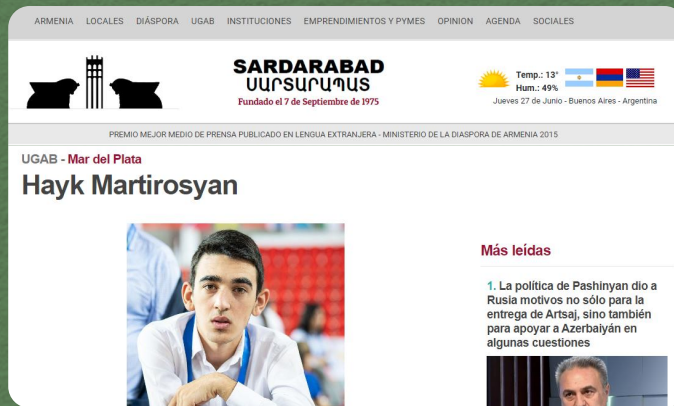 ARMENIA LOCALES DIÁSPORA UGAB INSTITUCIONES EMPRENDIMIENTOS Y PYMES OPINION AGENDA SOCIALES
SARDARABAD
ՍԱՐՏԱՐԱՊԱՏ
Fundado el 7 de Septiembre de 1975
Temp.: 13°
Hum.: 49%
Jueves 27 de Junio - Buenos Aires - Argentina
PREMIO MEJOR MEDIO DE PRENSA PUBLICADO EN LENGUA EXTRANJERA - MINISTERIO DE LA DIASPORA DE ARMENIA 2015
UGAB - Mar del Plata
Hayk Martirosyan
Más leídas
1. La política de Pashinyan dio a
Rusia motivos no sólo para la
entrega de Artsaj, sino también
para apoyar a Azerbaiyán en
algunas cuestiones